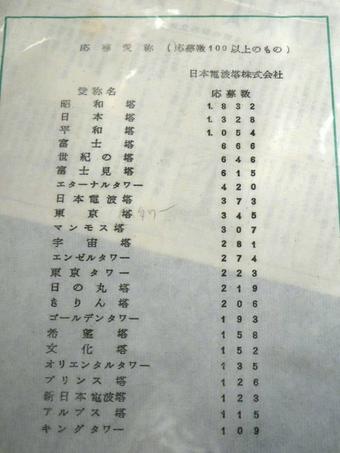 応募愛称（応募数100以上のもの）
日本電波塔株式会社
愛称名 応募数
昭和塔 1.832
日本塔 1.328
平和塔 1.054
富士塔 666
世紀の塔 646
富士見塔 615
エターナルタワー 420
日本電波塔 373
東京塔 345
マンモス塔 307
宇宙塔 281
エンゼルタワー 274
東京タワー 223
日の丸塔 219
きりん塔 206
ゴールデンタワー 193
希望塔 158
文化塔 152
オリエンタルタワー 135
プリンス塔 126
新日本電波塔 123
アルプス塔 115
キングタワー 109